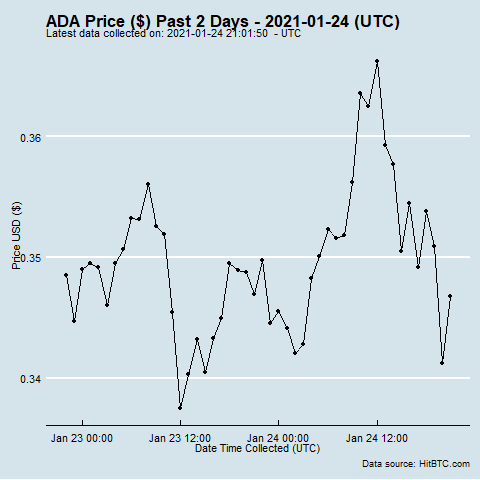 ADA Price ($) Past 2 Days - 2021-01-24 (UTC)
Latest data collected on: 2021-01-24 21:01:50 - UTC
0.36
0.35
0.34
Price USD ($)
Jan 23 00:00 Jan 23 12:00 Jan 24 00:00 Jan 24 12:00
Date Time Collected (UTC)
Data source: HitBTC.com